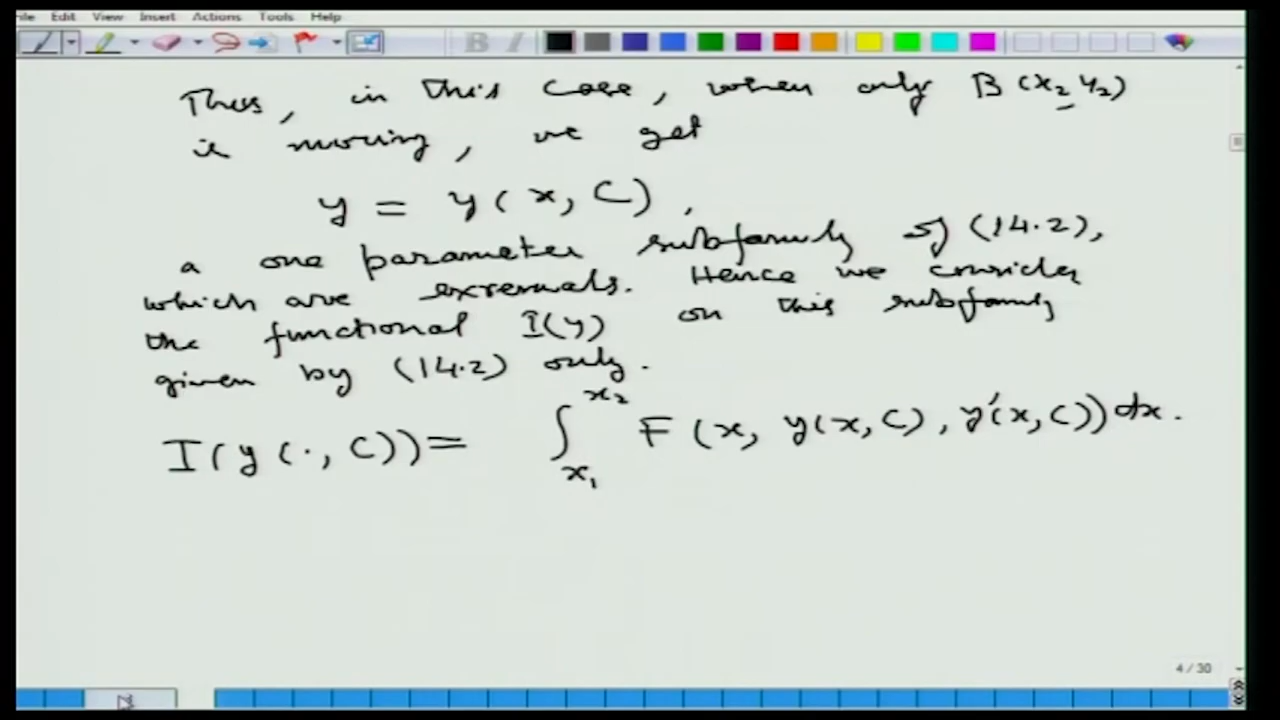 File Edit View Insert Actions Tools Help
Thus, in this case, when only B(x₂ y₂)
is moving, we get
y = y(x, C),
a one parameter subfamily of (14.2),
which are extremals. Hence we consider
the functional I(y) on this subfamily
given by (14.2) only.
I(y(·, C)) = ∫_{x₁}^{x₂} F(x, y(x, C), y'(x, C)) dx.
4 / 30